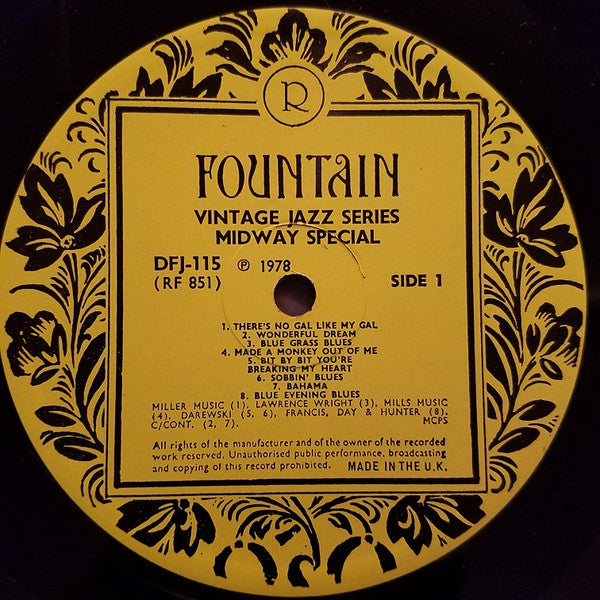 R
FOUNTAIN
VINTAGE JAZZ SERIES
MIDWAY SPECIAL
DFJ-115 ℗ 1978
(RF 851) SIDE 1
1. THERE'S NO GAL LIKE MY GAL
2. WONDERFUL DREAM
3. BLUE GRASS BLUES
4. MADE A MONKEY OUT OF ME
5. BIT BY BIT YOU'RE
BREAKING MY HEART
6. SOBBIN' BLUES
7. BAHAMA
8. BLUE EVENING BLUES
MILLER MUSIC (1), LAWRENCE WRIGHT (3), MILLS MUSIC
(4). DAREWSKI (5, 6), FRANCIS, DAY & HUNTER (8).
C/CONT. (2, 7). MCPS
All rights of the manufacturer and of the owner of the recorded
work reserved. Unauthorised public performance, broadcasting
and copying of this record prohibited. MADE IN THE U.K.